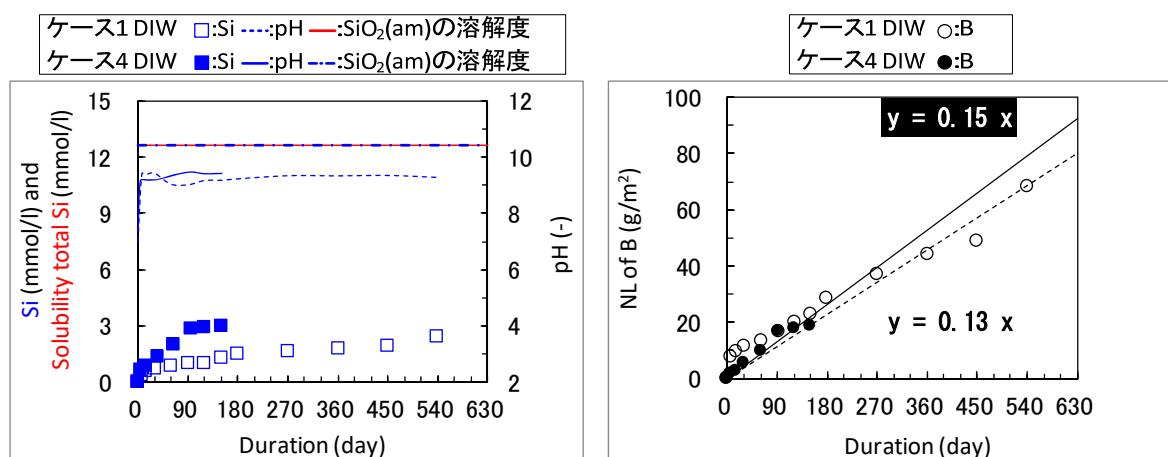 ケース1 DIW □:Si ----:pH —:SiO₂(am)の溶解度
ケース4 DIW ■:Si —:pH —·-:SiO₂(am)の溶解度
Si (mmol/l) and
Solubility total Si (mmol/l)
15
12
9
6
3
0
12
10
8
6
4
2
pH (-)
0 90 180 270 360 450 540 630
Duration (day)
ケース1 DIW ○:B
ケース4 DIW ●:B
NL of B (g/m²)
100
80
60
40
20
0
y = 0.15 x
y = 0.13 x
0 90 180 270 360 450 540 630
Duration (day)